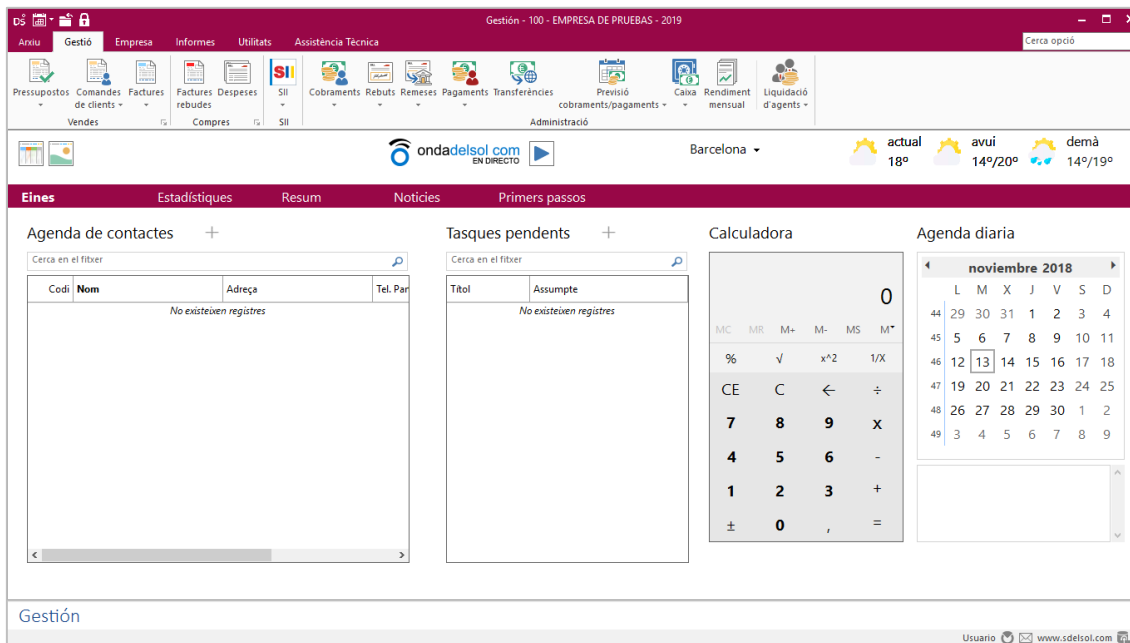 DS Gestión - 100 - EMPRESA DE PRUEBAS - 2019
Arxiu Gestió Empresa Informes Utilitats Assistència Tècnica Cerca opció
Pressupostos Comandes de clients Factures Factures rebudes Despeses SII Cobraments Rebuts Remeses Pagaments Transferències Previsió cobraments/pagaments Caixa Rendiment mensual Liquidació d'agents
Vendes Compres SII Administració
ondadelsol com Barcelona actual avui demà
EN DIRECTO 18º 14º/20º 14º/19º
Eines Estadístiques Resum Noticies Primers passos
Agenda de contactes +
Cerca en el fitxer
Codi Nom Adreça Tel. Par
No existeixen registres
Tasques pendents +
Cerca en el fitxer
Títol Assumpte
No existeixen registres
Calculadora
0
MC MR M+ M- MS M
% √ x^2 1/X
CE C ← ÷
7 8 9 x
4 5 6 -
1 2 3 +
± 0 , =
Agenda diaria
noviembre 2018
L M X J V S D
44 29 30 31 1 2 3 4
45 5 6 7 8 9 10 11
46 12 13 14 15 16 17 18
47 19 20 21 22 23 24 25
48 26 27 28 29 30 1 2
49 3 4 5 6 7 8 9
Gestión
Usuario www.sdelsol.com